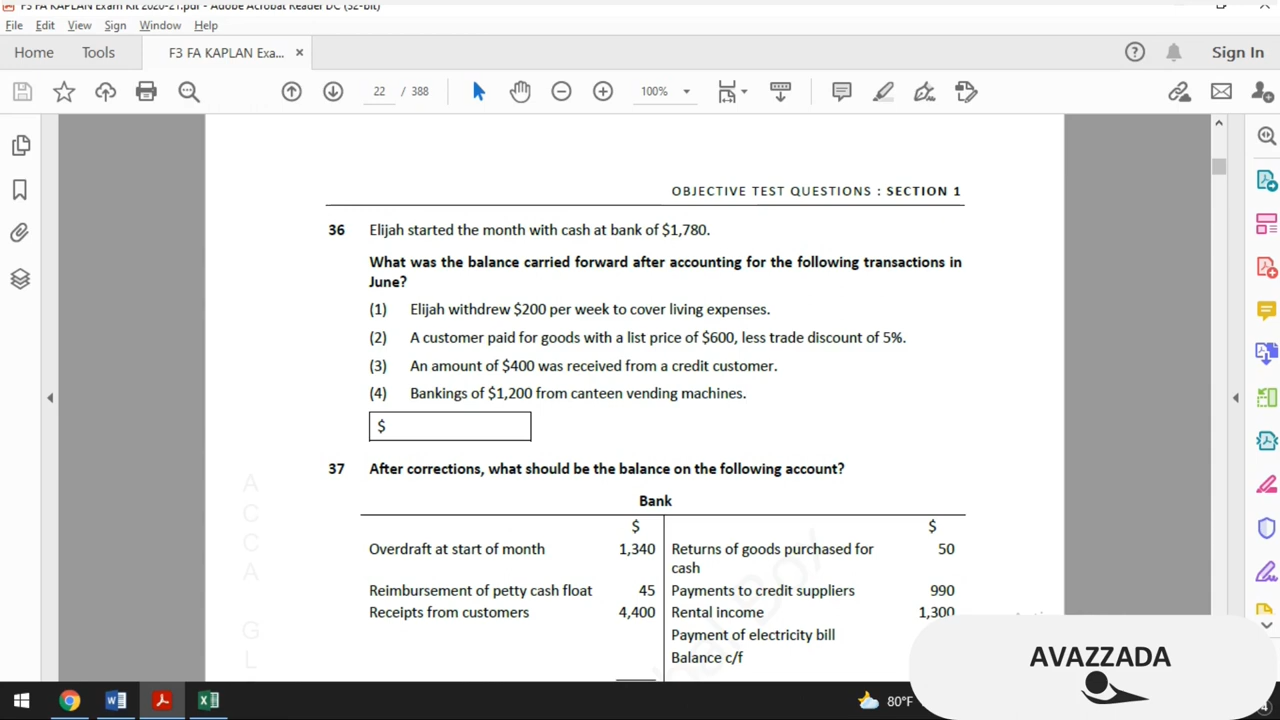 F3 FA KAPLAN Exam Kit 2020-21.pdf - Adobe Acrobat Reader DC (32-bit)
File Edit View Sign Window Help
Home Tools F3 FA KAPLAN Exa... × Sign In
22 / 388 100%
OBJECTIVE TEST QUESTIONS : SECTION 1
36 Elijah started the month with cash at bank of $1,780.
What was the balance carried forward after accounting for the following transactions in
June?
(1) Elijah withdrew $200 per week to cover living expenses.
(2) A customer paid for goods with a list price of $600, less trade discount of 5%.
(3) An amount of $400 was received from a credit customer.
(4) Bankings of $1,200 from canteen vending machines.
$
37 After corrections, what should be the balance on the following account?
Bank
$ $
Overdraft at start of month 1,340 Returns of goods purchased for 50
cash
Reimbursement of petty cash float 45 Payments to credit suppliers 990
Receipts from customers 4,400 Rental income 1,300
Payment of electricity bill
Balance c/f
A
C
C
A
G
L
AVAZZADA
80°F